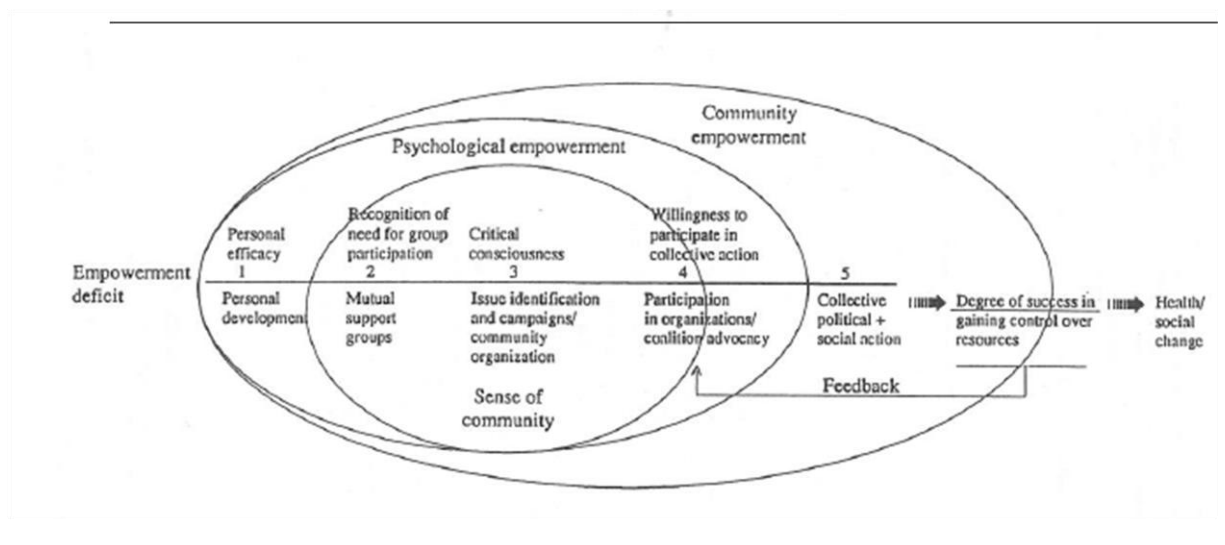 Community
empowerment
Psychological empowerment
Recognition of
need for group
participation
Willingness to
participate in
collective action
Personal
efficacy
Critical
consciousness
Empowerment
deficit
1
2
3
4
5
Personal
development
Mutual
support
groups
Issue identification
and campaigns/
community
organization
Participation
in organizations/
coalition advocacy
Collective
political +
social action
Degree of success in
gaining control over
resources
Health/
social
change
Feedback
Sense of
community